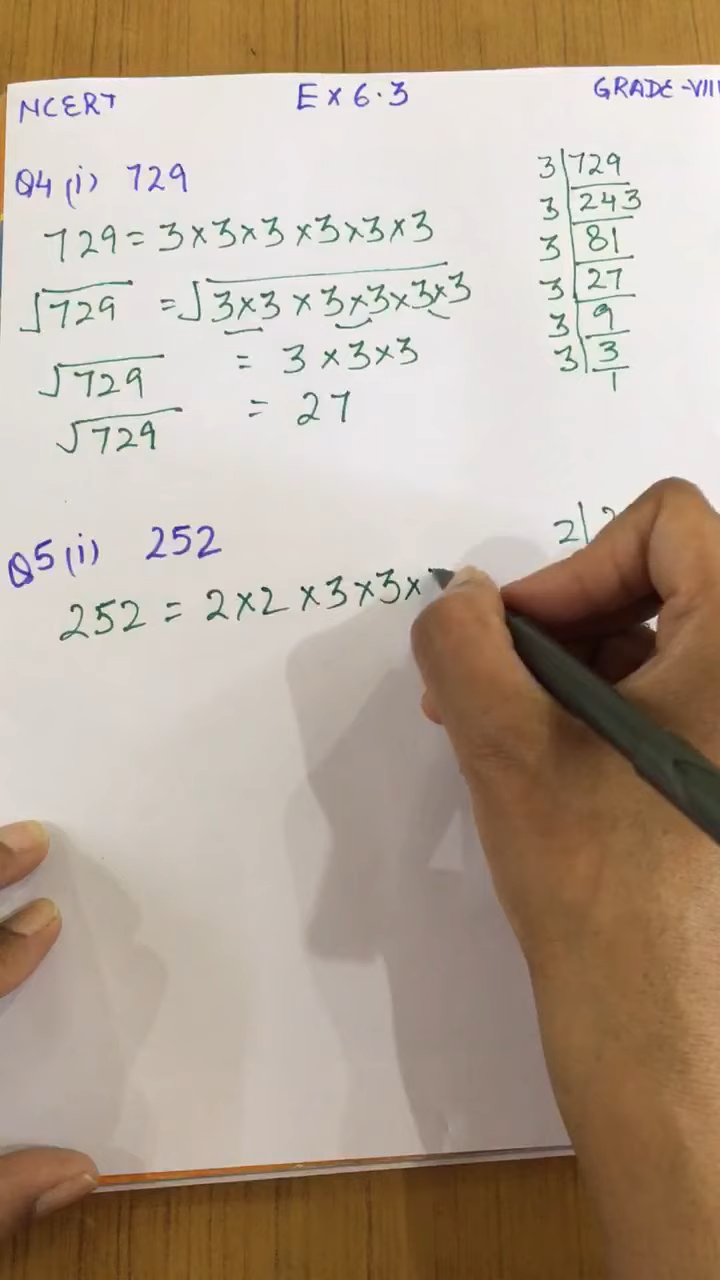 NCERT
Ex 6.3
GRADE-VIII
Q4 (i) 729
729 = 3×3×3×3×3×3
√729 = √3×3×3×3×3×3
√729 = 3×3×3
√729 = 27
3|729
3|243
3|81
3|27
3|9
3|3
1
Q5 (i) 252
2|
252 = 2×2×3×3×